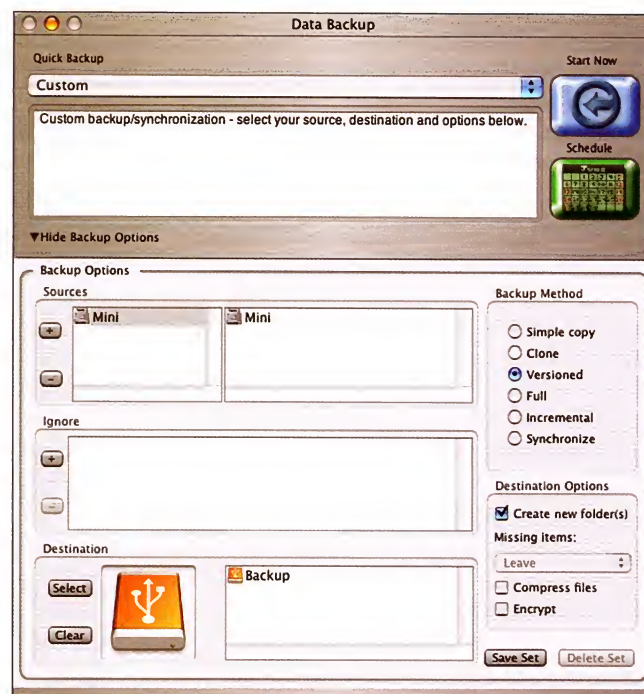 Data Backup
Quick Backup
Start Now
Custom
Custom backup/synchronization - select your source, destination and options below.
Schedule
▼Hide Backup Options
Backup Options
Sources
Mini
Mini
Backup Method
Simple copy
Clone
Versioned
Full
Incremental
Synchronize
Ignore
Destination Options
Create new folder(s)
Missing items:
Leave
Compress files
Encrypt
Destination
Select
Clear
Backup
Save Set
Delete Set